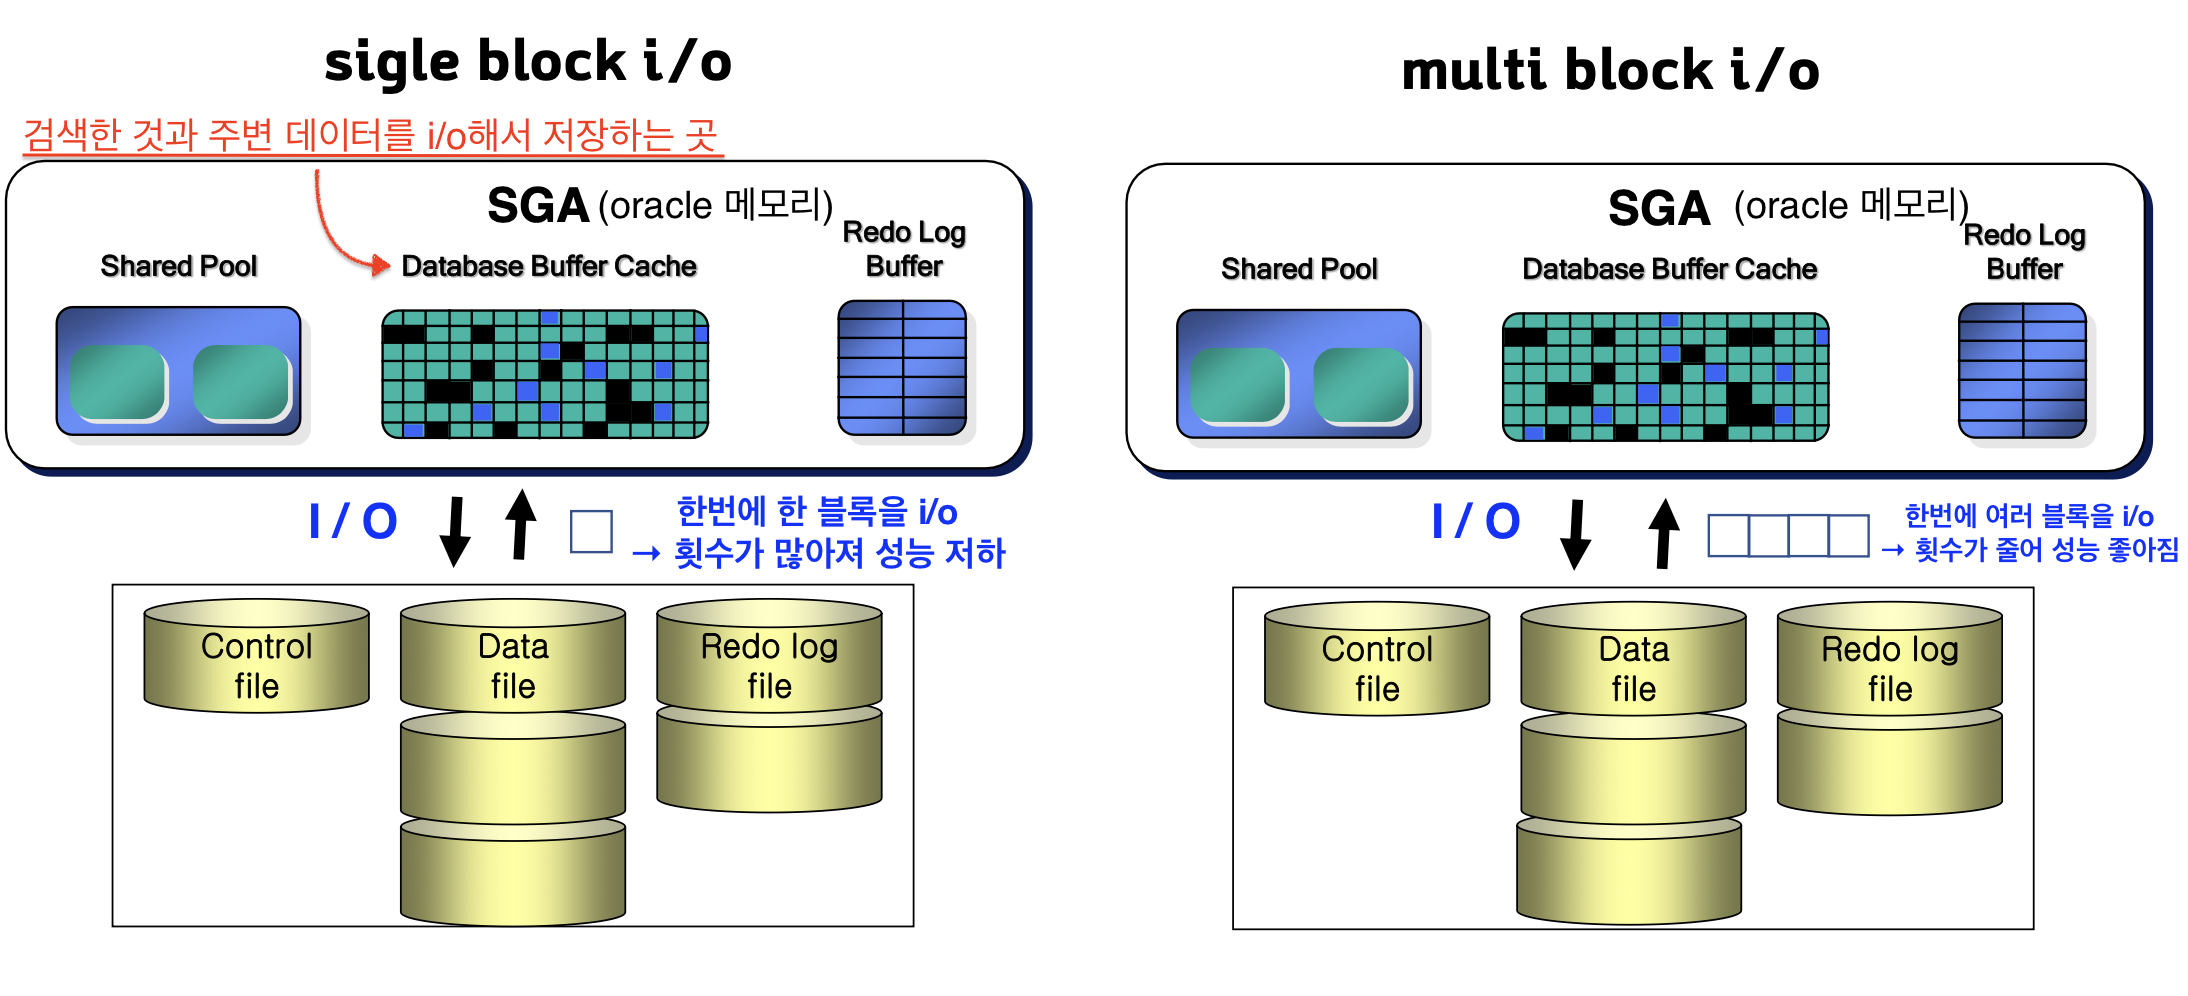 sigle block i/o
검색한 것과 주변 데이터를 i/o해서 저장하는 곳
SGA (oracle 메모리)
Shared Pool
Database Buffer Cache
Redo Log
Buffer
I / O
한번에 한 블록을 i/o
→ 횟수가 많아져 성능 저하
Control
file
Data
file
Redo log
file
multi block i/o
SGA (oracle 메모리)
Shared Pool
Database Buffer Cache
Redo Log
Buffer
I / O
한번에 여러 블록을 i/o
→ 횟수가 줄어 성능 좋아짐
Control
file
Data
file
Redo log
file